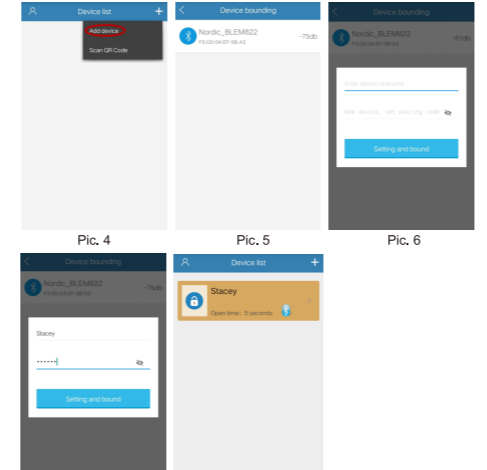 Device list
+
Add device
Scan QR Code
Pic. 4
Device bounding
Nordic_BLEM822
-75db
Pic. 5
Device bounding
Nordic_BLEM822
-81db
Enter device nickname
New device, set pairing code
Setting and bound
Pic. 6
Device bounding
Nordic_BLEM822
-76db
Stacey
••••••
Setting and bound
Device list
+
Stacey
Open time: 5 seconds